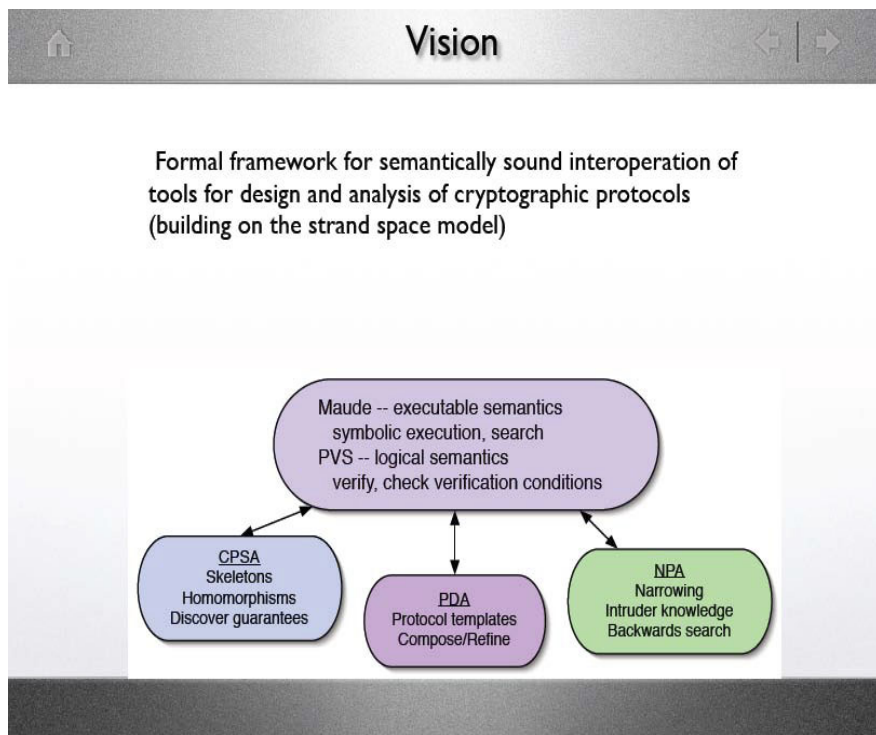 Vision
Formal framework for semantically sound interoperation of
tools for design and analysis of cryptographic protocols
(building on the strand space model)
Maude -- executable semantics
symbolic execution, search
PVS -- logical semantics
verify, check verification conditions
CPSA
Skeletons
Homomorphisms
Discover guarantees
PDA
Protocol templates
Compose/Refine
NPA
Narrowing
Intruder knowledge
Backwards search